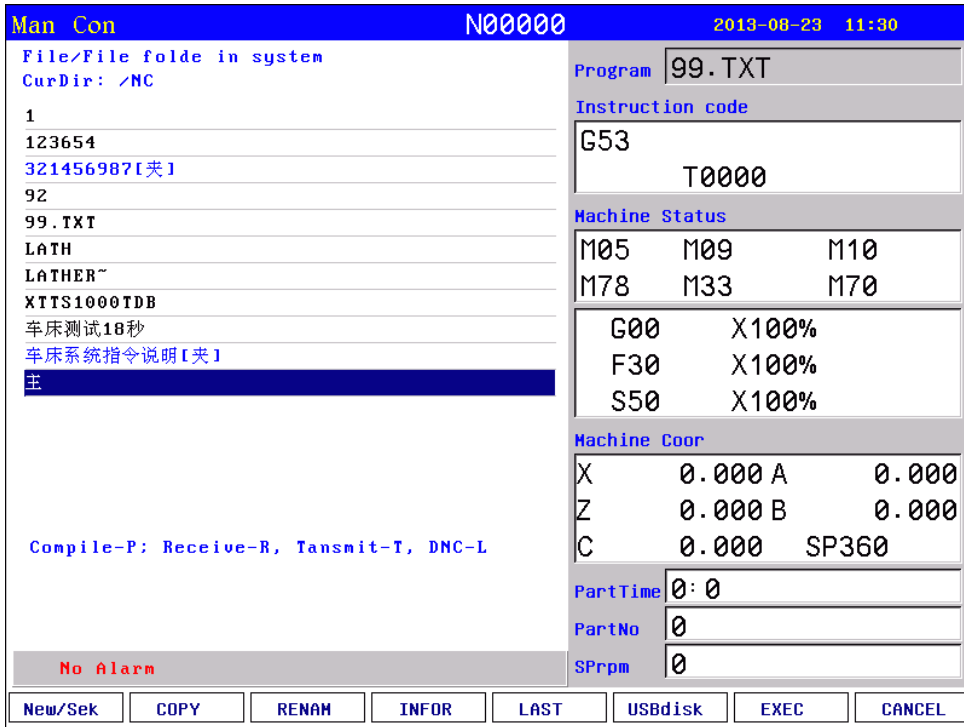 Man Con N00000 2013-08-23 11:30
File/File folde in system
CurDir: /NC
1
123654
321456987[夹]
92
99.TXT
LATH
LATHER~
XTTS1000TDB
车床测试18秒
车床系统指令说明[夹]
主
Compile-P; Receive-R, Tansmit-T, DNC-L
No Alarm
Program 99.TXT
Instruction code
G53
T0000
Machine Status
M05 M09 M10
M78 M33 M70
G00 X100%
F30 X100%
S50 X100%
Machine Coor
X 0.000 A 0.000
Z 0.000 B 0.000
C 0.000 SP360
PartTime 0:0
PartNo 0
SPrpm 0
New/Sek COPY RENAM INFOR LAST USBdisk EXEC CANCEL